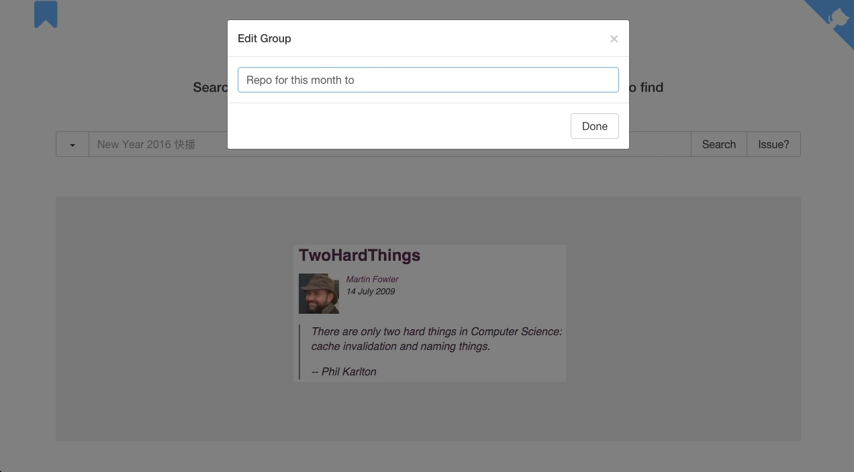 Edit Group
×
Repo for this month to
Done
Searc
o find
New Year 2016 快播
Search
Issue?
TwoHardThings
Martin Fowler
14 July 2009
There are only two hard things in Computer Science:
cache invalidation and naming things.
-- Phil Karlton